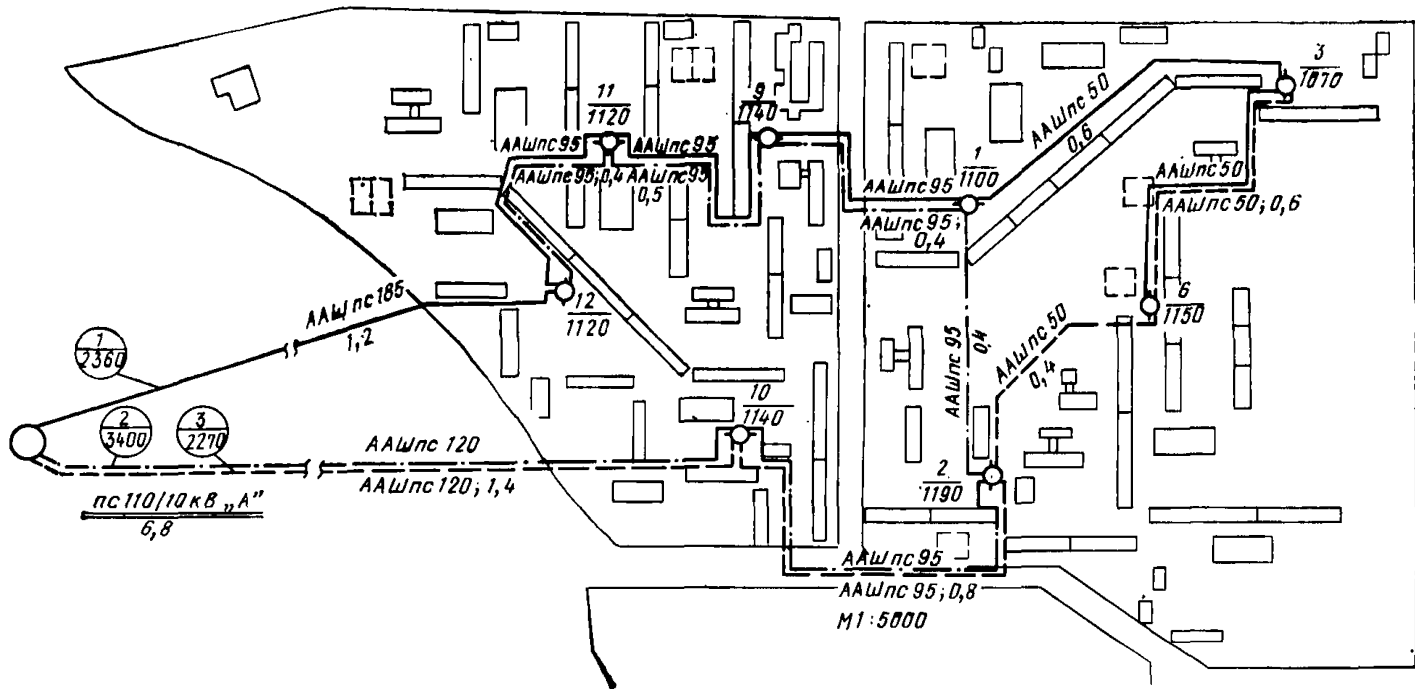 11
1120
9
1140
3
1070
ААШпс 50
0,6
1
1100
ААШпс 95
ААШпс 95
ААШпс 95; 0,4
ААШпс 95
0,5
ААШпс 95
ААШпс 95;
0,4
ААШпс 50
ААШпс 50; 0,6
ААШпс 185
1,2
12
1120
6
1150
ААШпс 50
0,4
ААШпс 95
0,4
1
2360
2
3400
3
2270
10
1140
ААШпс 120
ААШпс 120; 1,4
2
1190
пс 110/10 кВ „А”
6,8
ААШпс 95
ААШпс 95; 0,8
М 1:5000